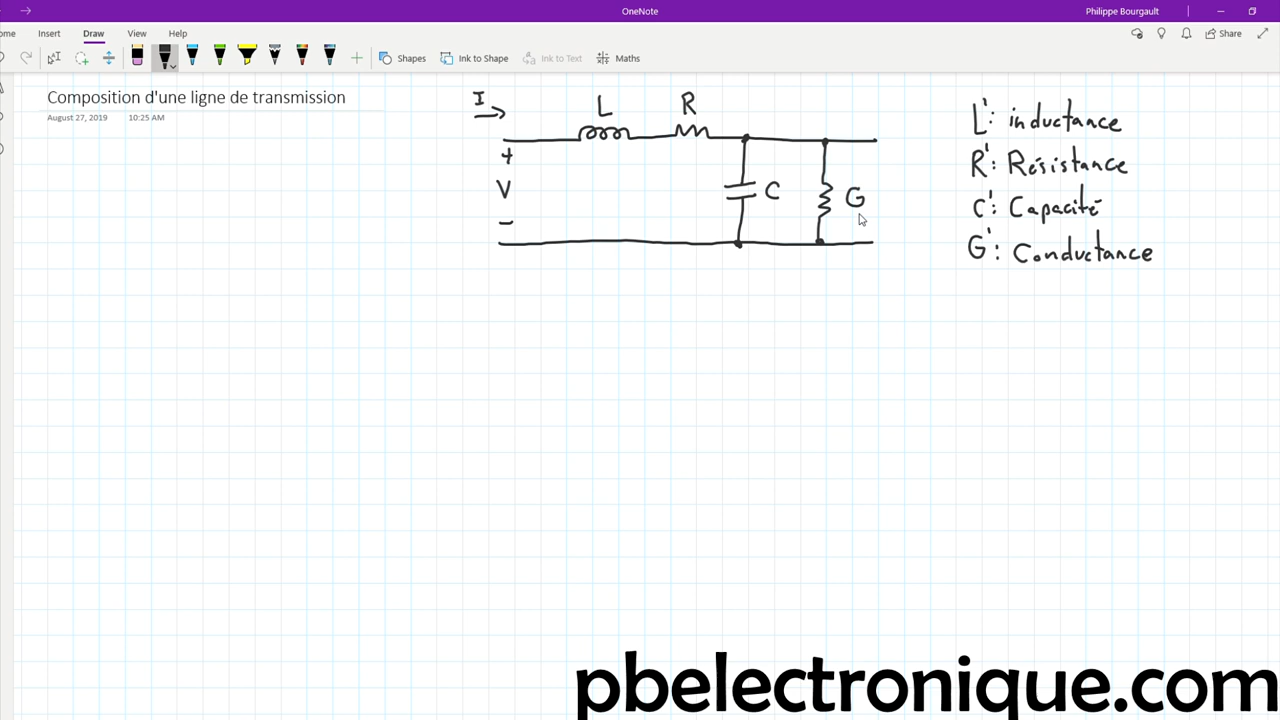 OneNote
Philippe Bourgault
Insert Draw View Help
Share
Shapes
Ink to Shape
Ink to Text
Maths
Composition d'une ligne de transmission
August 27, 2019 10:25 AM
I
L R
+
V
−
C G
L': inductance
R': Résistance
C': Capacité
G': Conductance
pbelectronique.com